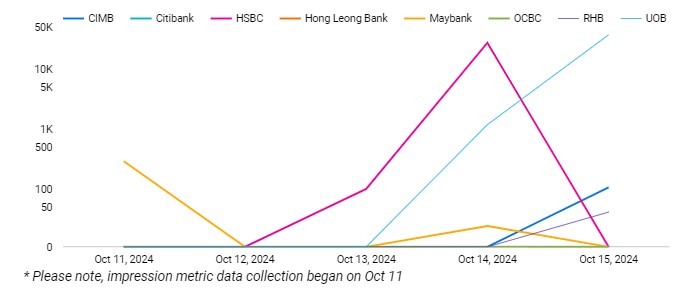 CIMB Citibank HSBC Hong Leong Bank Maybank OCBC RHB UOB
50K
10K
5K
1K
500
100
50
0
Oct 11, 2024 Oct 12, 2024 Oct 13, 2024 Oct 14, 2024 Oct 15, 2024
* Please note, impression metric data collection began on Oct 11